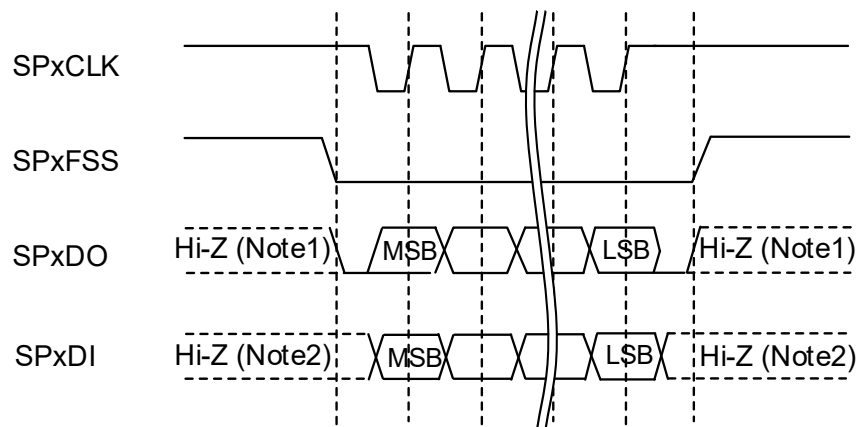 SPxCLK
SPxFSS
SPxDO Hi-Z (Note1) MSB LSB Hi-Z (Note1)
SPxDI Hi-Z (Note2) MSB LSB Hi-Z (Note2)